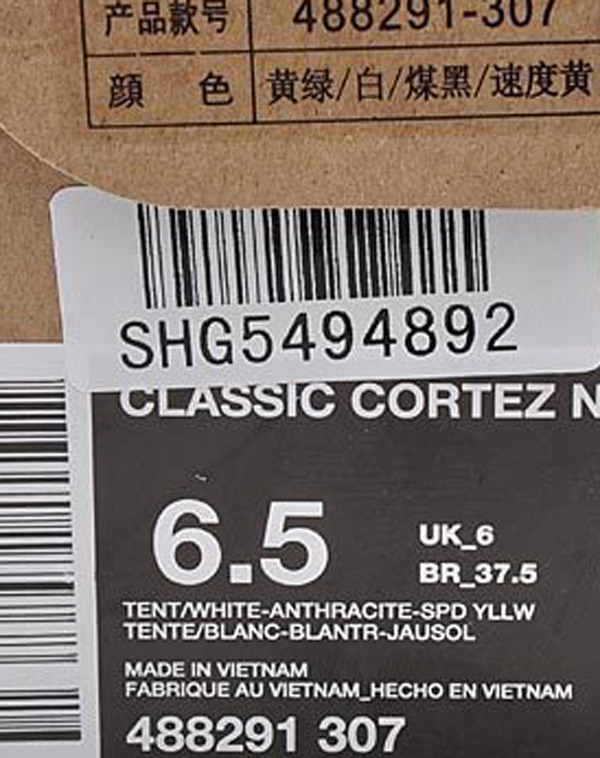 产品款号 488291-307
顔 色 黄绿/白/煤黑/速度黄
SHG5494892
CLASSIC CORTEZ N
6.5
UK_6
BR_37.5
TENT/WHITE-ANTHRACITE-SPD YLLW
TENTE/BLANC-BLANTR-JAUSOL
MADE IN VIETNAM
FABRIQUE AU VIETNAM_HECHO EN VIETNAM
488291 307